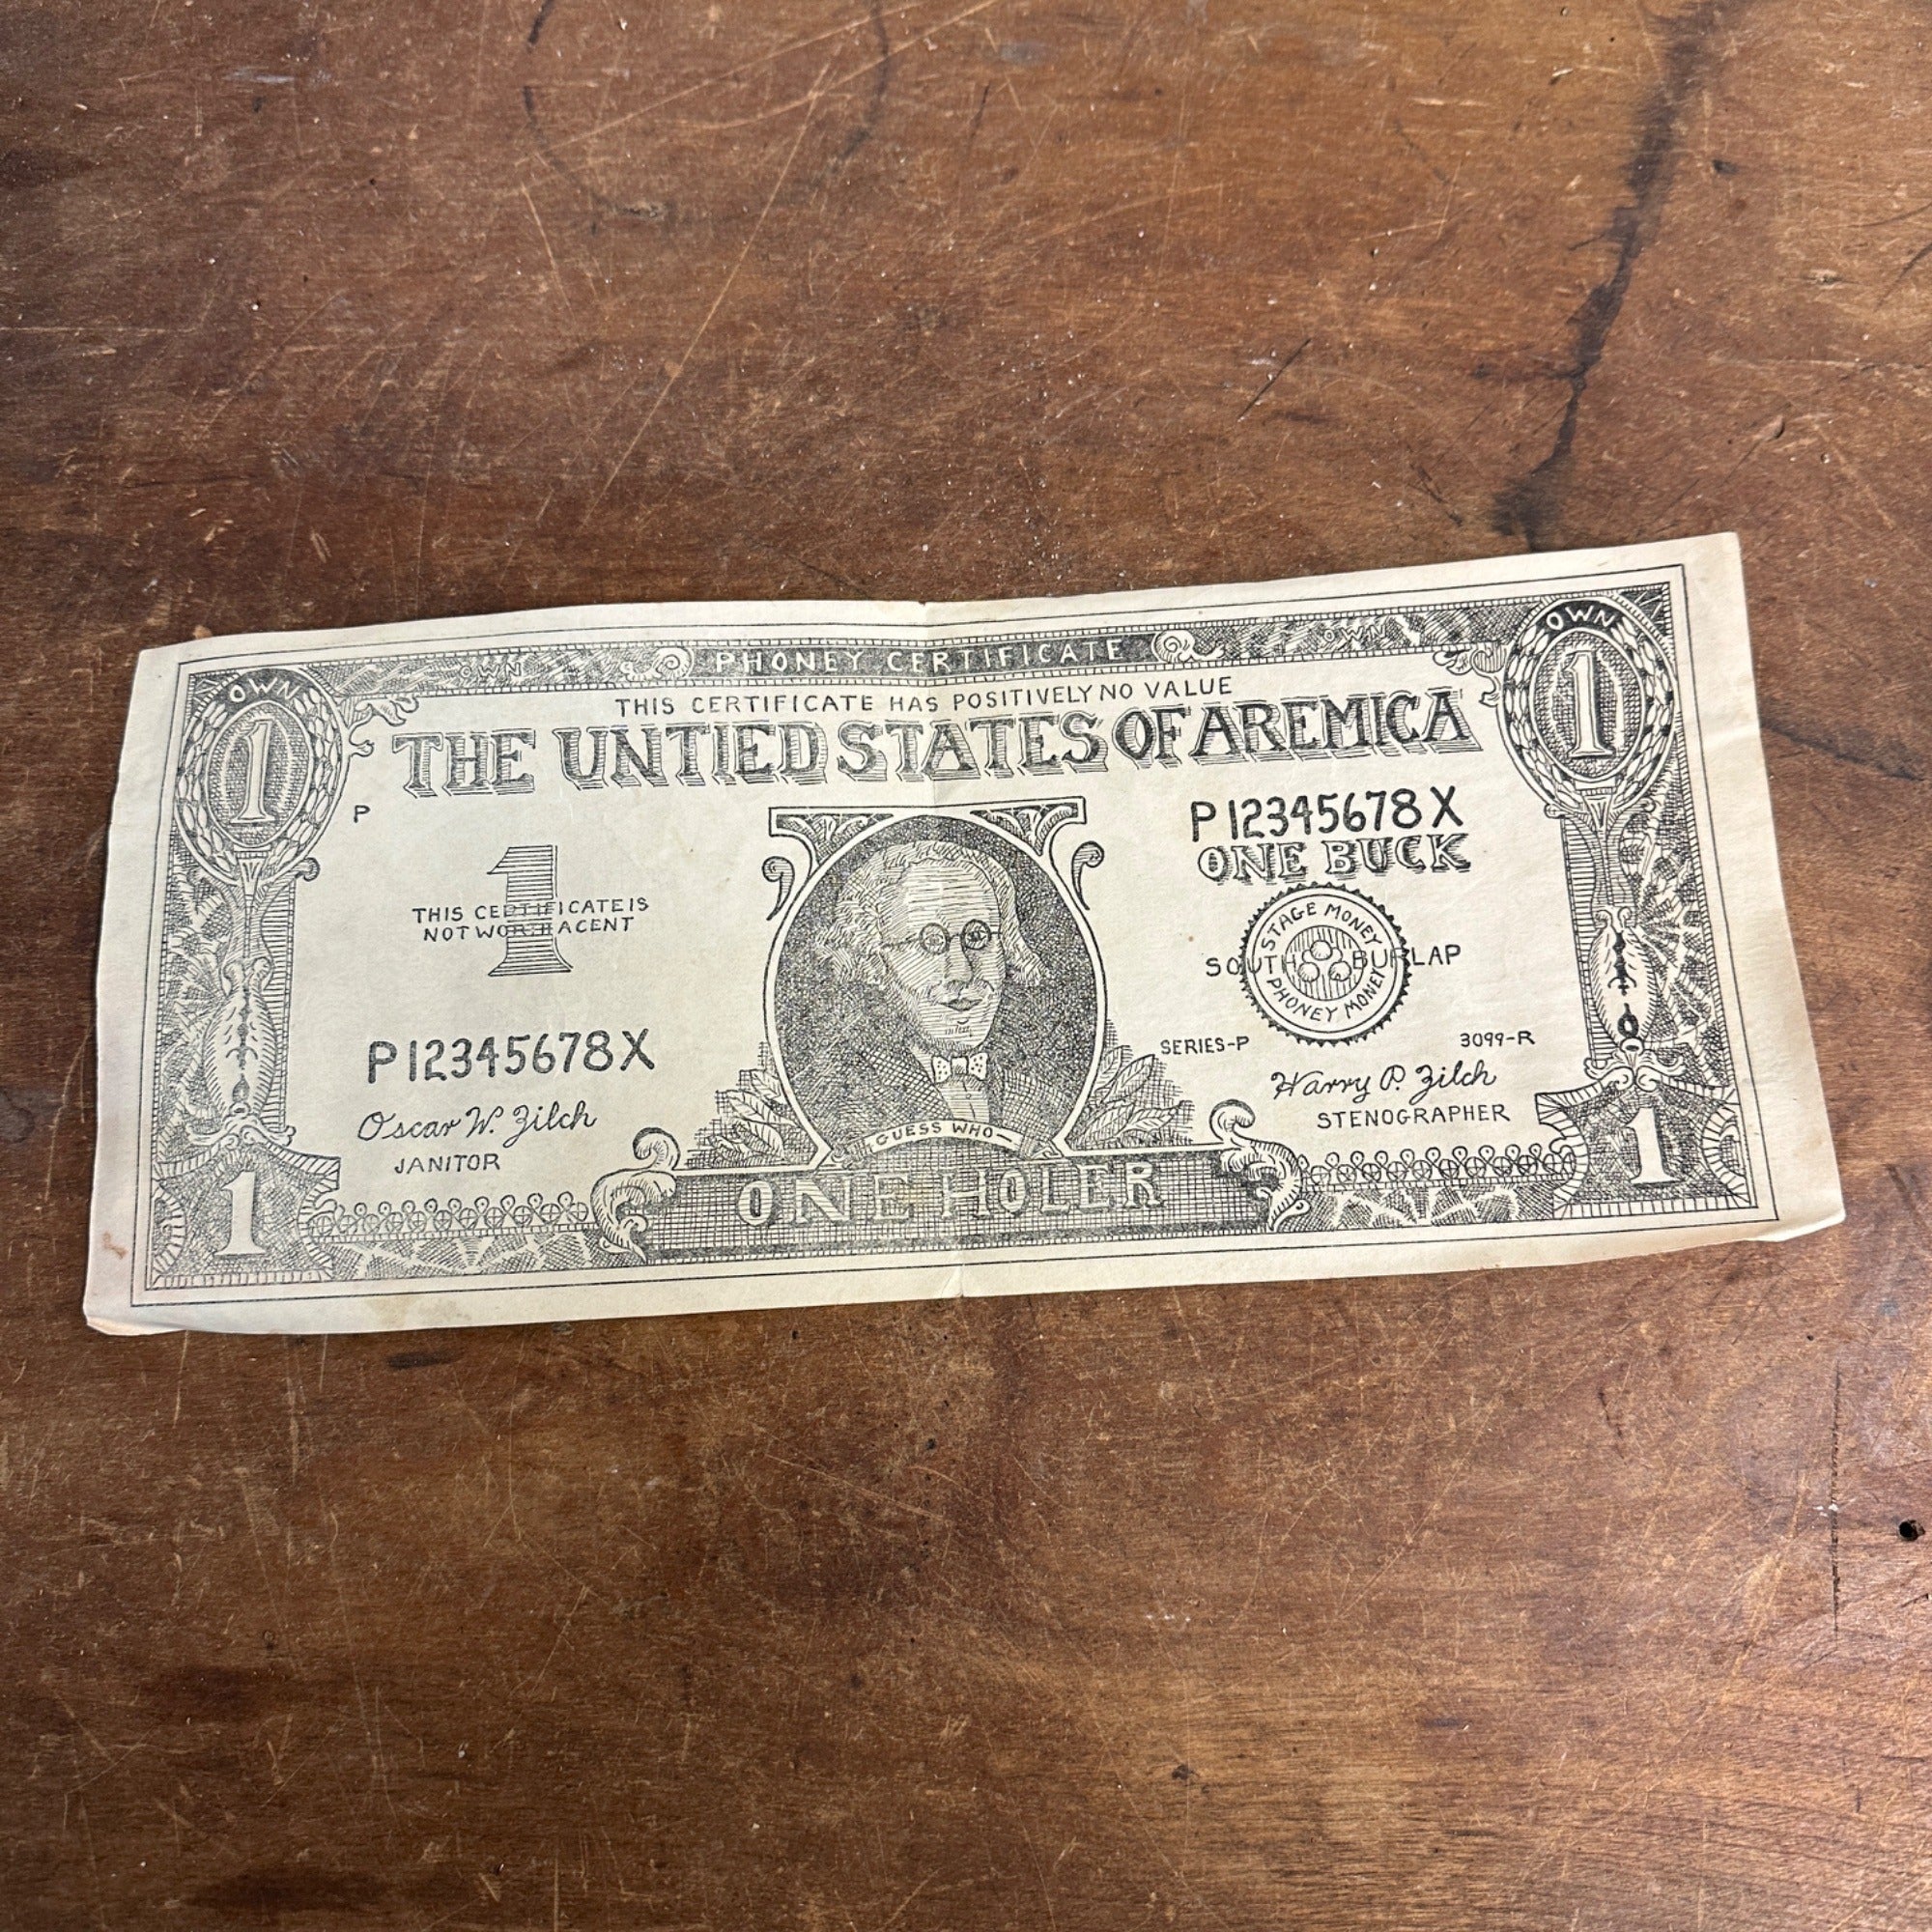 PHONEY CERTIFICATE
OWN
OWN
OWN
OWN
THIS CERTIFICATE HAS POSITIVELY NO VALUE
THE UNTIED STATES OF AREMICA
1
1
P
P12345678X
ONE BUCK
1
THIS CERTIFICATE IS
NOT WORTH A CENT
STAGE MONEY
SOUTH BURLAP
PHONEY MONEY
P12345678X
SERIES-P
3099-R
Oscar W. Zilch
JANITOR
Harry P. Zilch
STENOGRAPHER
GUESS WHO—
ONE HOLER
1
1